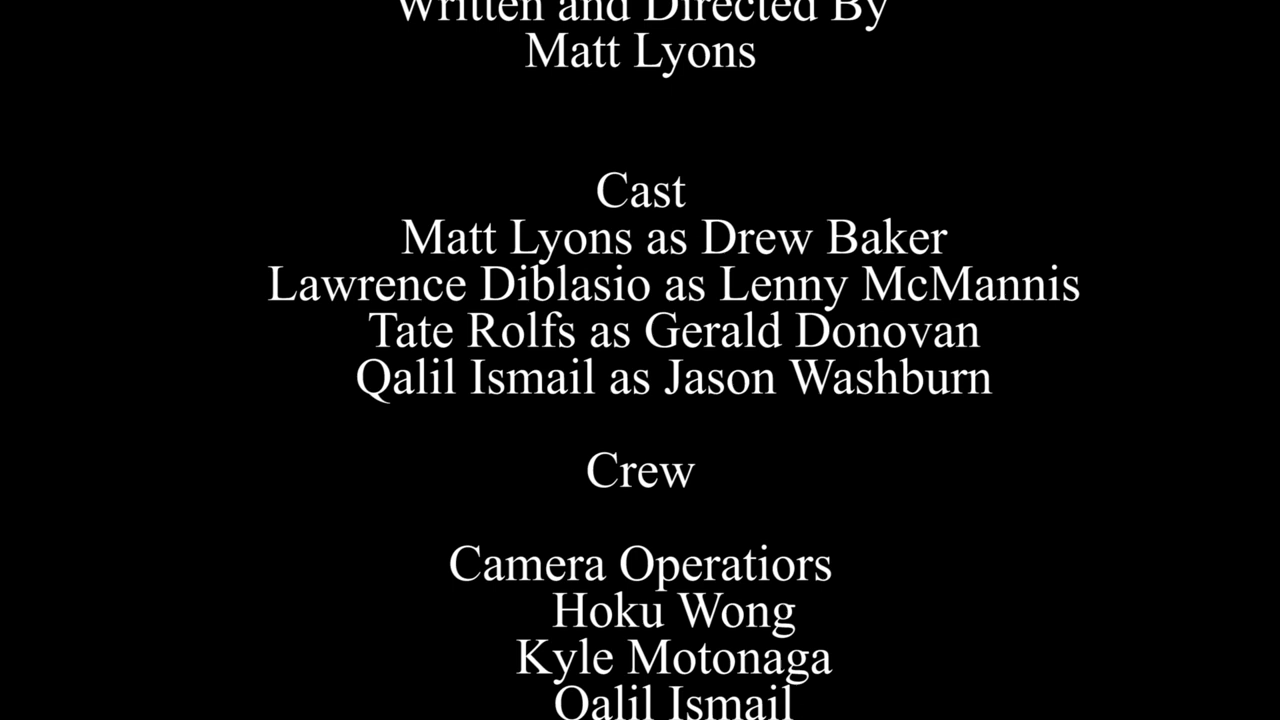 Written and Directed By
Matt Lyons
Cast
Matt Lyons as Drew Baker
Lawrence Diblasio as Lenny McMannis
Tate Rolfs as Gerald Donovan
Qalil Ismail as Jason Washburn
Crew
Camera Operatiors
Hoku Wong
Kyle Motonaga
Qalil Ismail